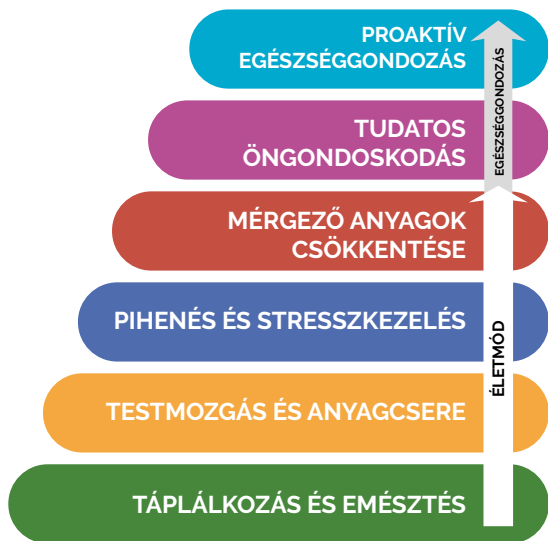 PROAKTÍV
EGÉSZSÉGGONDOZÁS
TUDATOS
ÖNGONDOSKODÁS
MÉRGEZŐ ANYAGOK
CSÖKKENTÉSE
PIHENÉS ÉS STRESSZKEZELÉS
TESTMOZGÁS ÉS ANYAGCSERE
TÁPLÁLKOZÁS ÉS EMÉSZTÉS
EGÉSZSÉGGONDOZÁS
ÉLETMÓD